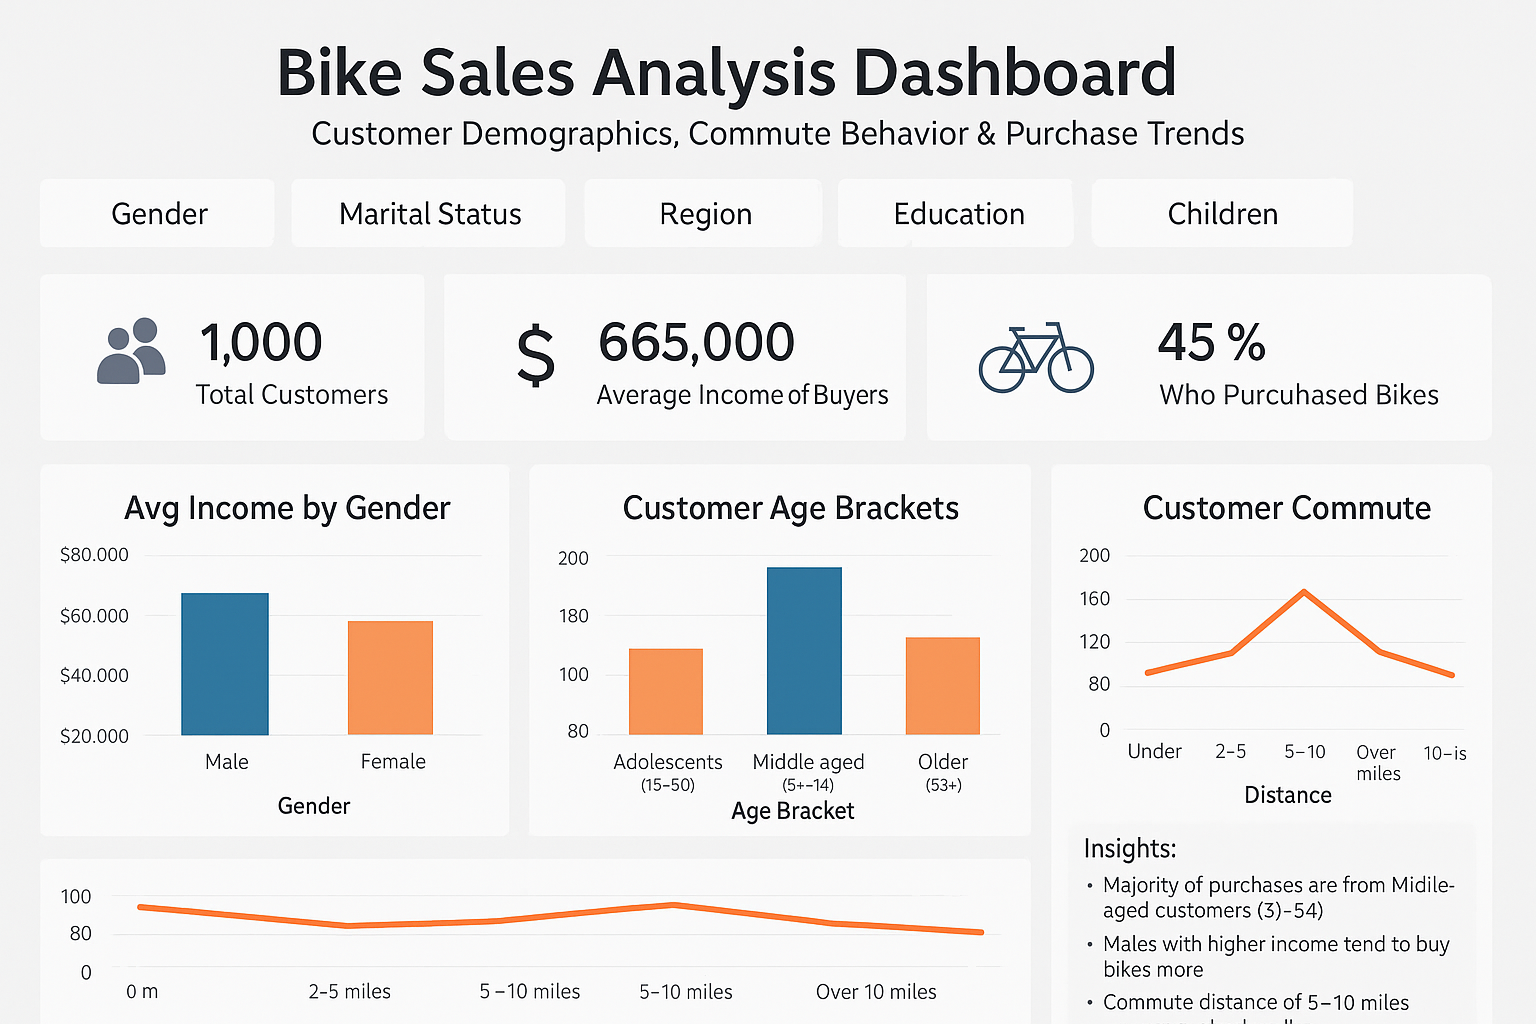 Bike Sales Analysis Dashboard
Customer Demographics, Commute Behavior & Purchase Trends
Gender
Marital Status
Region
Education
Children
1,000
Total Customers
$
665,000
Average Income of Buyers
45 %
Who Purcuhased Bikes
Avg Income by Gender
$80.000
$60.000
$40.000
$20.000
Male
Female
Gender
Customer Age Brackets
200
180
100
80
Adolescents
(15–50)
Middle aged
(5+–14)
Older
(53+)
Age Bracket
Customer Commute
200
160
120
80
0
Under
2–5
5–10
Over
miles
10–is
Distance
100
80
0
0 m
2-5 miles
5–10 miles
5–10 miles
Over 10 miles
Insights:
• Majority of purchases are from Midile-
aged customers (3)-54)
• Males with higher income tend to buy
bikes more
• Commute distance of 5–10 miles